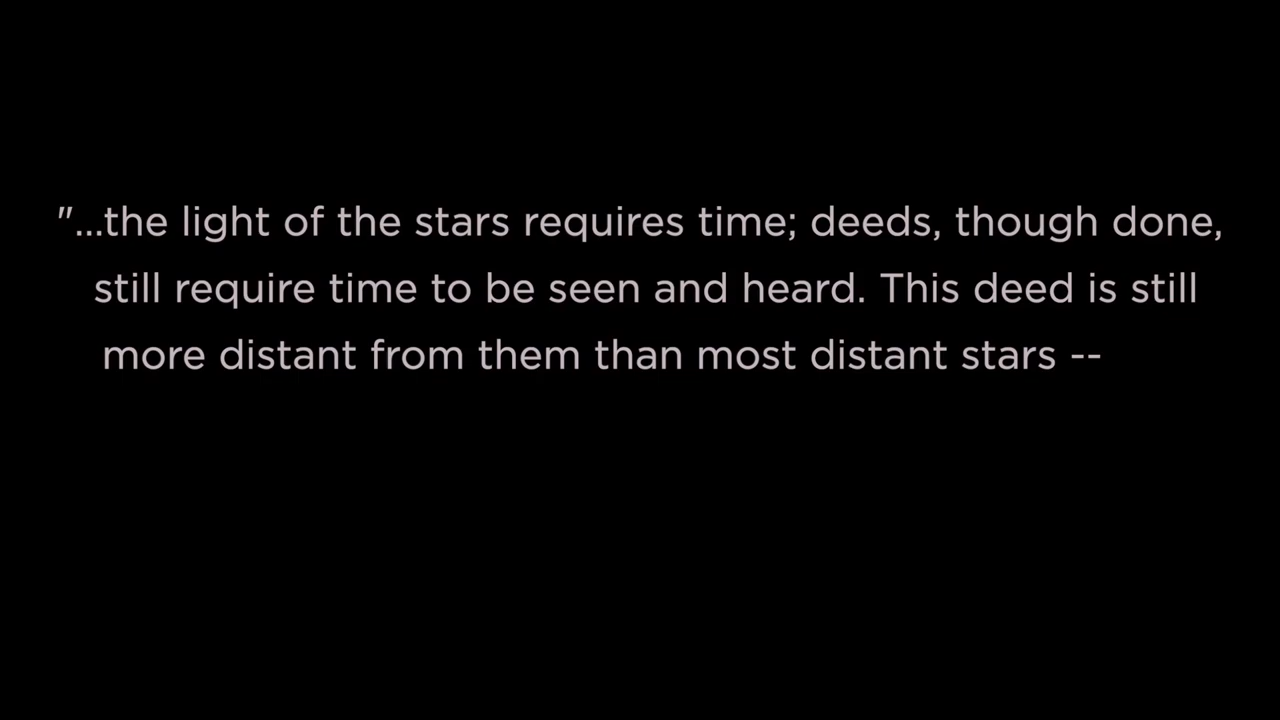 "...the light of the stars requires time; deeds, though done,
still require time to be seen and heard. This deed is still
more distant from them than most distant stars --